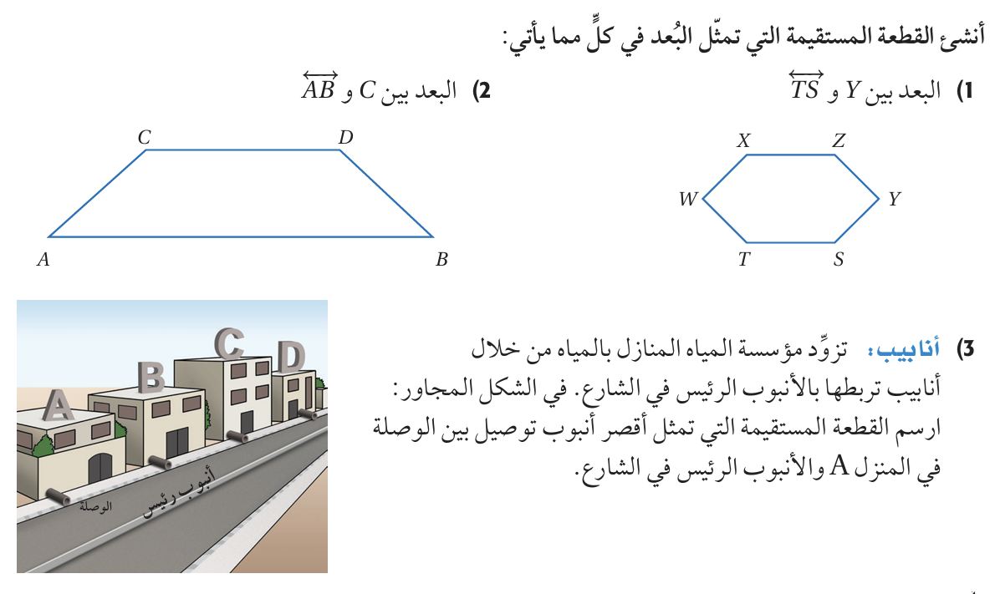 أنشئ القطعة المستقيمة التي تمثّل البُعد في كلٍّ مما يأتي:
1) البعد بين Y و TS
2) البعد بين C و AB
X Z
W Y
T S
C D
A B
3) أنابيب: تزوِّد مؤسسة المياه المنازل بالمياه من خلال
أنابيب تربطها بالأنبوب الرئيس في الشارع. في الشكل المجاور:
ارسم القطعة المستقيمة التي تمثل أقصر أنبوب توصيل بين الوصلة
في المنزل A والأنبوب الرئيس في الشارع.
A B C D
الوصلة
أنبوب رئيس